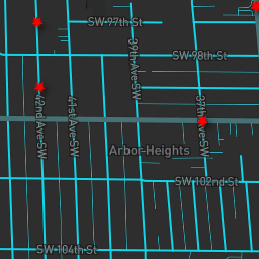 SW 97th St
39th Ave SW
SW 98th St
42nd Ave SW
41st Ave SW
37th Ave SW
Arbor-Heights
SW 102nd St
SW 104th St